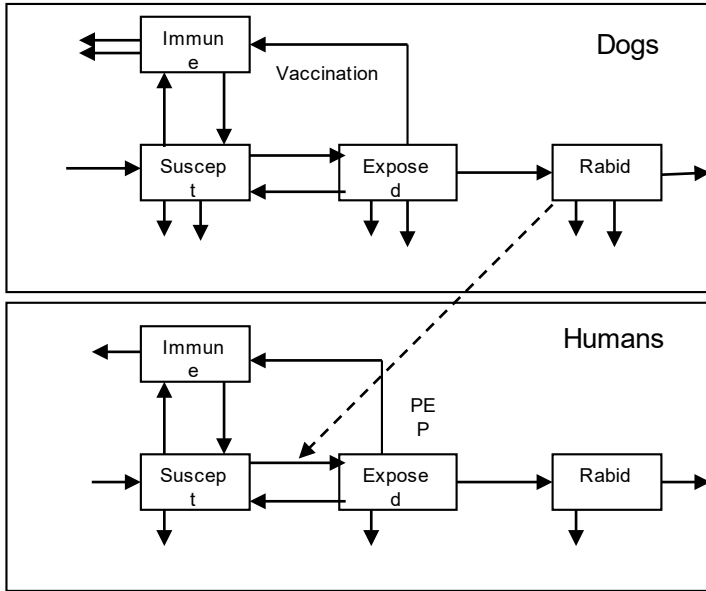 Immun
e
Dogs
Vaccination
Suscep
t
Expose
d
Rabid
Immun
e
Humans
PE
P
Suscep
t
Expose
d
Rabid